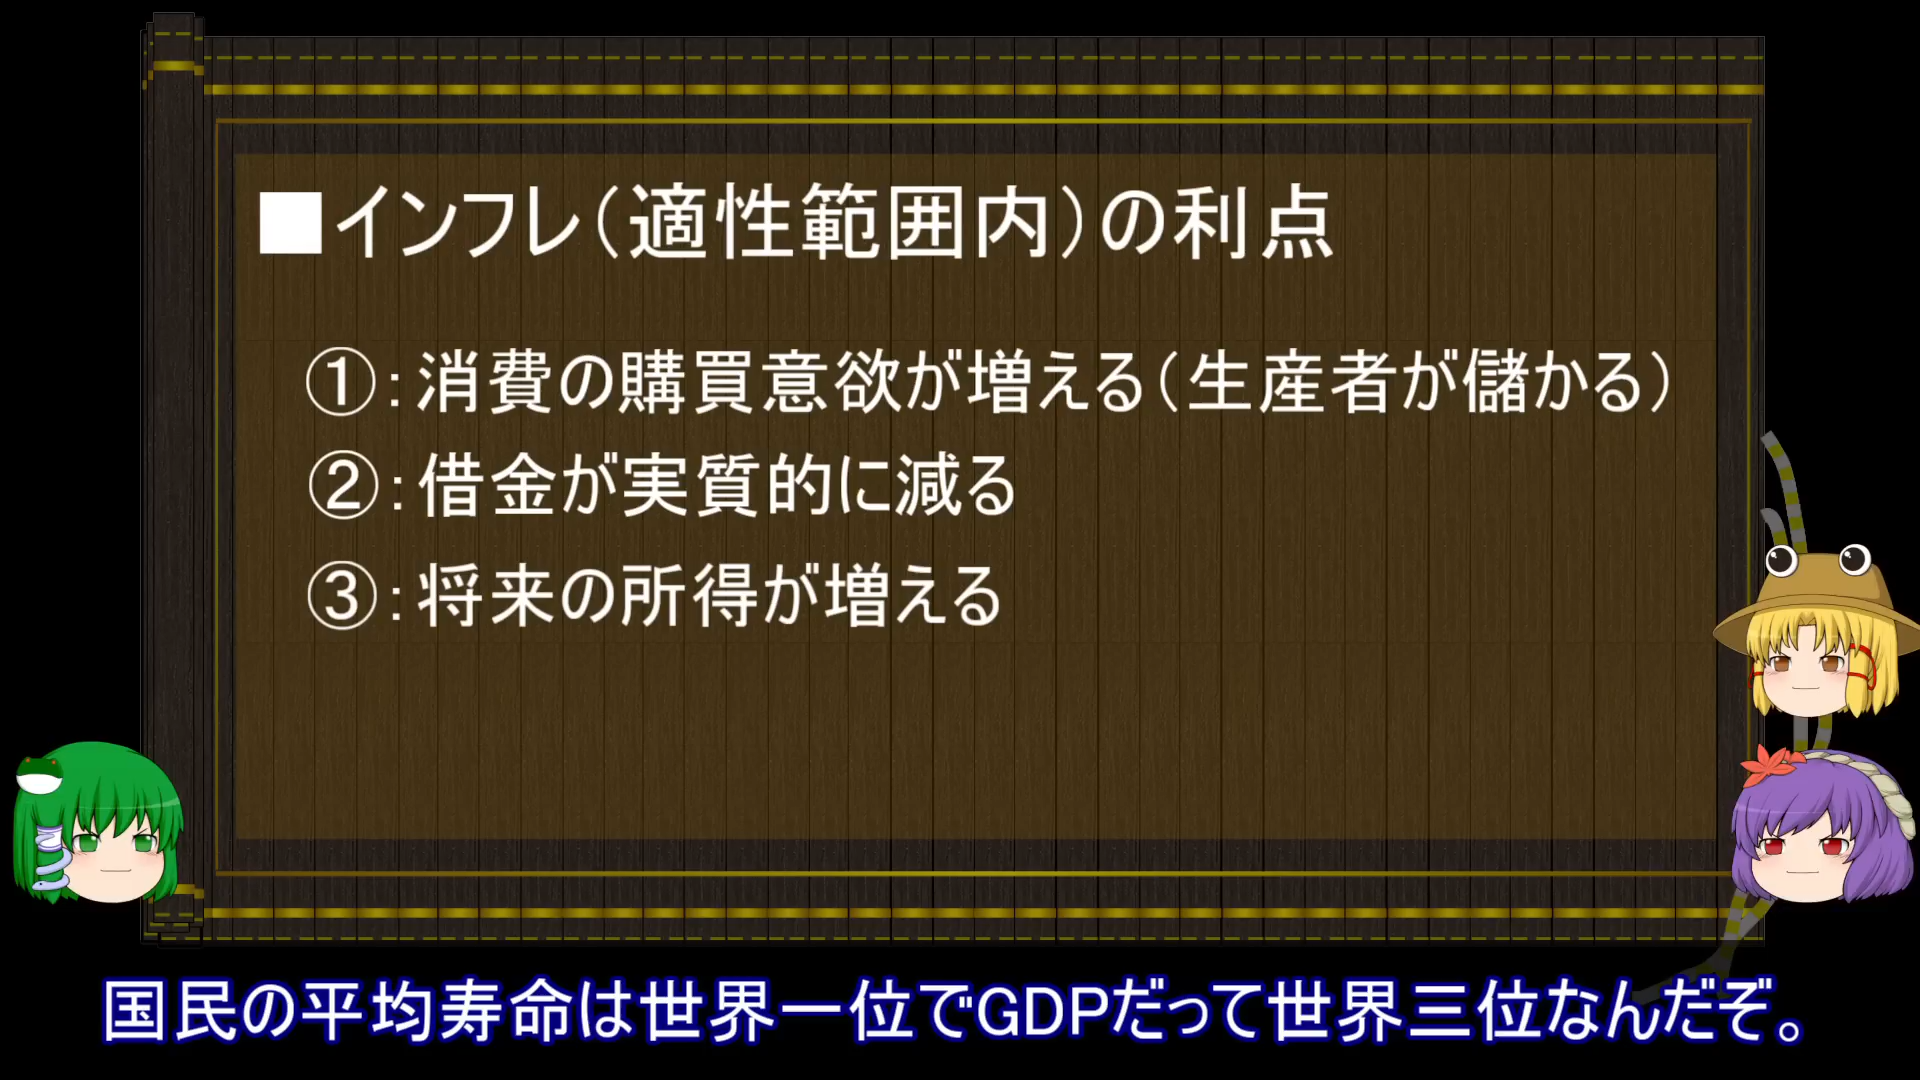 ■インフレ（適性範囲内）の利点
①：消費の購買意欲が増える（生産者が儲かる）
②：借金が実質的に減る
③：将来の所得が増える
国民の平均寿命は世界一位でGDPだって世界三位なんだぞ。